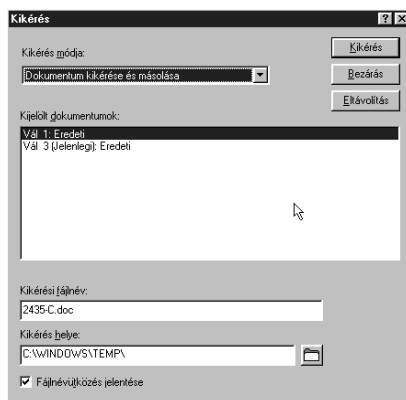 Kikérés
Kikérés módja:
Kikérés
Dokumentum kikérése és másolása
Bezárás
Eltávolítás
Kijelölt dokumentumok:
Vál 1: Eredeti
Vál 3 (Jelenlegi): Eredeti
Kikérési fájlnév:
2435-C.doc
Kikérés helye:
C:\WINDOWS\TEMP\
Fájlnévütközés jelentése